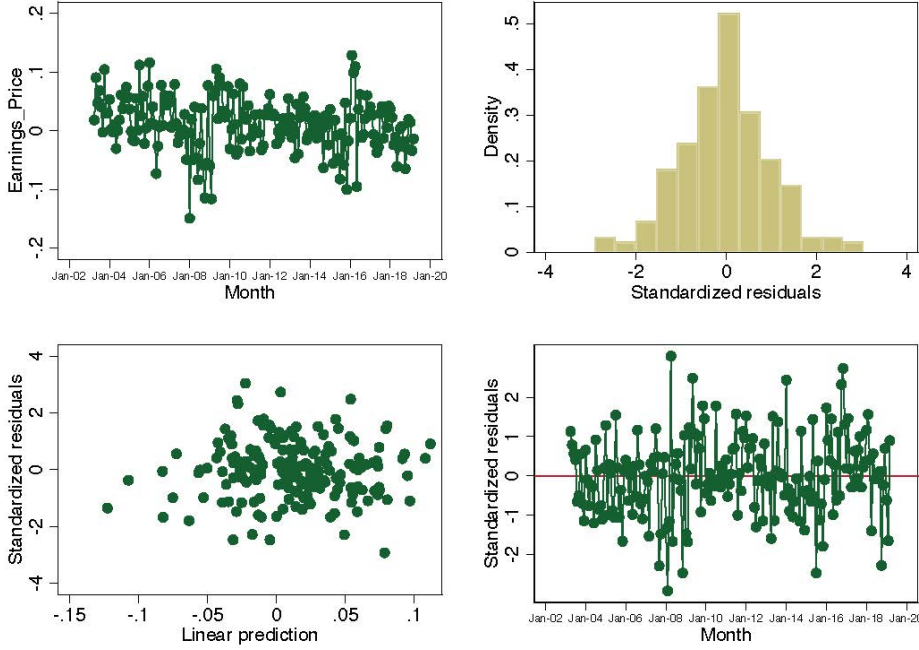 .2
.1
0
-.1
-.2
Earnings_Price
Jan-02 Jan-04 Jan-06 Jan-08 Jan-10 Jan-12 Jan-14 Jan-16 Jan-18 Jan-20
Month
.5
.4
.3
.2
.1
0
Density
-4 -2 0 2 4
Standardized residuals
4
2
0
-2
-4
Standardized residuals
-.15 -.1 -.05 0 .05 .1
Linear prediction
2
1
0
-1
-2
Standardized residuals
Jan-02 Jan-04 Jan-06 Jan-08 Jan-10 Jan-12 Jan-14 Jan-16 Jan-18 Jan-20
Month